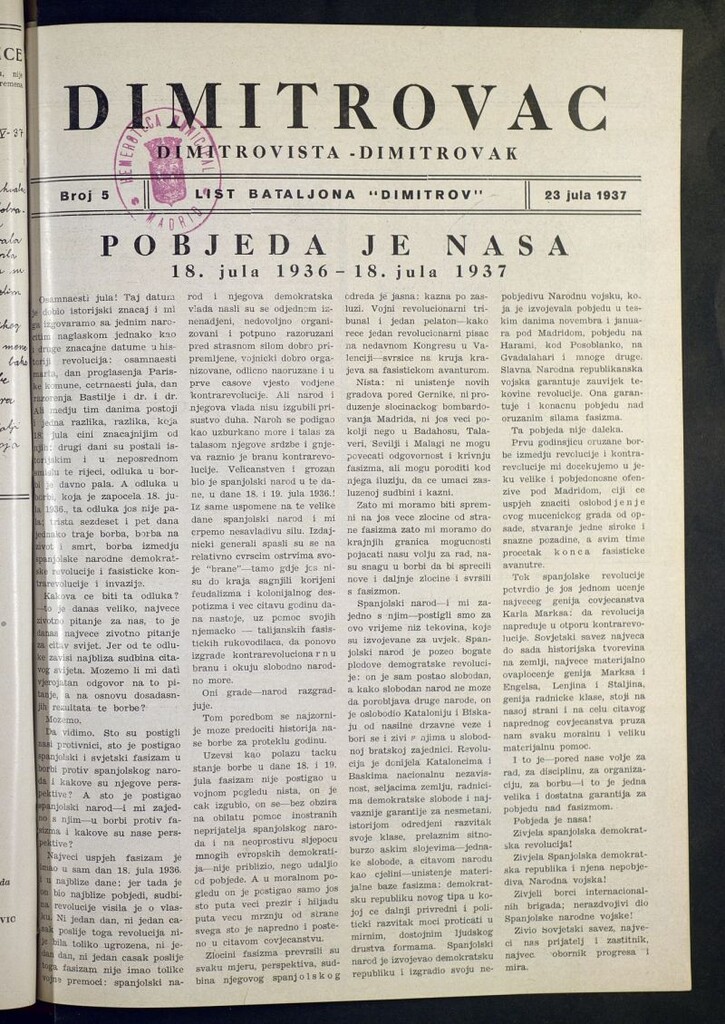 DIMITROVAC
DIMITROVISTA - DIMITROVAK
HEMEROTECA MUNICIPAL
MADRID
Broj 5
LIST BATALJONA "DIMITROV"
23 jula 1937
POBJEDA JE NASA
18. jula 1936 – 18. jula 1937
Osamnaesti jula! Taj datum
je dobio istorijski znacaj i mi
ga izgovaramo sa jednim naro-
citim naglaskom jednako kao
i druge znacajne datume u his-
toriji revolucija: osamnaesti
marta, dan proglasenja Paris-
ke komune, cetrnaesti jula, dan
razorenja Bastilje i dr. i dr.
Ali medju tim danima postoji
i jedna razlika, razlika, koja
18. jula cini znacajnijim od
njih: drugi dani su postali is-
torijskim i u neposrednom
smislu te rijeci, odluka u bor-
bi je davno pala. A odluka u
borbi, koja je zapocela 18. ju-
la 1936., ta odluka jos nije pa-
la; trista sezdeset i pet dana
jednako traje borba, borba na
zivot i smrt, borba izmedju
spanjolske narodne demokrat-
ske revolucije i fasisticke kon-
trarevolucije i invazije.
Kakova ce biti ta odluka?
—to je danas veliko, najvece
zivotno pitanje za nas, to je
danas najvece zivotno pitanje
za citav svijet. Jer od te odlu-
ke zavisi najbliza sudbina cita-
vog svijeta. Mozemo li mi dati
vjerojatan odgovor na to pi-
tanje, a na osnovu dosadasn-
jih rezultata te borbe?
Mozemo.
Da vidimo. Sto su postigli
nasi protivnici, sto je postigao
spanjolski i svjetski fasizam u
borbi protiv spanjolskog naro-
da i kakove su njegove pers-
pektive? A sto je postigao
spanjolski narod—i mi zajed-
no s njim—u borbi protiv fa-
sizma i kakove su nase pers-
pektive?
Najveci uspjeh fasizam je
imao u sam dan 18. jula 1936.
i u najblize dane: jer tada je
on bio najblize pobjedi, sudbi-
na revolucije visila je o vlas-
ku. Ni jedan dan, ni jedan ca-
sak poslije toga revolucija ni-
je bila toliko ugrozena, ni je-
dan dan, ni jedan casak poslije
toga fasizam nije imao tolike
vojne premoci: spanjolski na-
rod i njegova demokratska
vlada nasli su se odjednom iz-
nenadjeni, nedovoljno organi-
zovani i potpuno razoruzani
pred strasnom silom dobro pri-
premljene, vojnicki dobro orga-
nizovane, odlicno naoruzane i u
prve casove vjesto vodjene
kontrarevolucije. Ali narod i
njegova vlada nisu izgubili pri-
sustvo duha. Narod se podigao
kao uzburkano more i talas za
talasom njegove srdzbe i gnje-
va raznio je branu kontrarevo-
lucije. Velicanstven i grozan
bio je spanjolski narod u te da-
ne, u dane 18. i 19. jula 1936.!
Iz same uspomene na te velike
dane spanjolski narod i mi
crpemo nesavladivu silu. Izdaj-
nicki generali spasli su se na
relativno cvrscim ostrvima svo-
je "brane"—tamo gdje jos ni-
su do kraja sagnjili korijeni
feudalizma i kolonijalnog des-
potizma i vec citavu godinu da-
na nastoje, uz pomoc svojih
njemacko — talijanskih fasis-
tickih rukovodilaca, da ponovo
izgrade kontrarevolucionarnu
branu i okuju slobodno narod-
no more.
Oni grade—narod razgrad-
juje.
Tom poredbom se najzorni-
je moze predociti historija na-
se borbe za proteklu godinu.
Uzevsi kao polazu tacku
stanje borbe u dane 18. i 19.
jula fasizam nije postigao u
vojnom pogledu nista, on je
cak izgubio, on se—bez obzira
na obilatu pomoc inostranih
neprijatelja spanjolskog naro-
da i na neoprostivu sljepocu
mnogih evropskih demokrati-
ja—nije priblizio, nego udaljio
od pobjede. A u moralnom po-
gledu on je postigao samo jos
sto puta veci prezir i hiljadu
puta vecu mrznju od strane
svega sto je napredno i poste-
no u citavom covjecanstvu.
Zlocini fasizma prevrsili su
svaku mjeru, perspektiva, sud-
bina njegovog spanjolskog
odreda je jasna: kazna po zas-
luzi. Vojni revolucionarni tri-
bunal i jedan pelaton—kako
rece jedan revolucionarni pisac
na nedavnom Kongresu u Va-
lenciji—svrsice na kraju kraje-
va sa fasistickom avanturom.
Nista: ni unistenje novih
gradova pored Gernike, ni pro-
duzenje slocinackog bombardo-
vanja Madrida, ni jos veci po-
kolji nego u Badahosu, Tala-
veri, Sevilji i Malagi ne mogu
povecati odgovornost i krivnju
fasizma, ali mogu poroditi kod
njega iluziju, da ce umaci zas-
luzenoj sudbini i kazni.
Zato mi moramo biti sprem-
ni na jos vece zlocine od stra-
ne fasizma zato mi moramo do
krajnjih granica mogucnosti
pojacati nasu volju za rad, na-
su snagu u borbi da bi sprecili
nove i daljnje zlocine i svrsili
s fasizmom.
Spanjolski narod—i mi za-
jedno s njim—postigli smo za
ovo vrijeme niz tekovina, koje
su izvojevane za uvjek. Span-
jolski narod je pozeo bogate
plodove demogratske revoluci-
je: on je sam postao slobodan,
a kako slobodan narod ne moze
da porobljava druge narode, on
je oslobodio Kataloniju i Biska-
ju od nasilne drzavne veze i
bori se i zivi s njima u slobod-
noj bratskoj zajednici. Revolu-
cija je donijela Kataloncima i
Baskima nacionalnu nezavis-
nost, seljacima zemlju, radnici-
ma demokratske slobode i naj-
vaznije garantije za nesmetani,
istorijom odredjeni razvitak
svoje klase, prelaznim sitno-
burzo askim slojevima—jedna-
ke slobode, a citavom narodu
kao cjelini—unistenje materi-
jalne baze fasizma: demokrat-
sku republiku novog tipa u ko-
joj ce dalnji privredni i poli-
ticki razvitak moci proticati u
mirnim, dostojnim ljudskog
drustva formama. Spanjolski
narod je izvojevao demokratsku
republiku i izgradio svoju ne-
pobjedivu Narodnu vojsku, ko-
ja je izvojevala pobjedu u tes-
kim danima novembra i janua-
ra pod Madridom, pobjedu na
Harami, kod Posoblanko, na
Gvadalahari i mnoge druge.
Slavna Narodna republikanska
vojska garantuje zauvijek te-
kovine revolucije. Ona garan-
tuje i konacnu pobjedu nad
oruzanim silama fasizma.
Ta pobjeda nije daleka.
Prvu godinsjicu oruzane bor-
be izmedju revolucije i kontra-
revolucije mi docekujemo u je-
ku velike i pobjedonosne ofen-
zive pod Madridom, ciji ce
uspjeh znaciti oslobodjenje
ovog mucenickog grada od op-
sade, stvaranje jedne siroke i
snazne pozadine, a svim time
procetak konca fasisticke
avanutre.
Tok spanjolske revolucije
potvrdio je jos jednom ucenje
najveceg genija covjecanstva
Karla Marksa: da revolucija
napreduje u otporu kontrarevo-
lucije. Sovjetski savez najveca
do sada historijska tvorevina
na zemlji, najvece materijalno
ovaplocenje genija Marksa i
Engelsa, Lenjina i Staljina,
genija radnicke klase, stoji na
nasoj strani i na celu citavog
naprednog covjecanstva pruza
nam svaku moralnu i veliku
materijalnu pomoc.
I to je—pored nase volje za
rad, za disciplinu, za organiza-
ciju, za borbu—i to je jedna
velika i dostatna garantija za
pobjedu nad fasizmom.
Pobjeda je nasa!
Zivjela spanjolska demokrat-
ska revolucija!
Zivjela Spanjolska demokrat-
ska republika i njena nepobje-
diva Narodna vojska!
Zivjeli borci internacional-
nih brigada; nerazdvojivi dio
Spanjolske narodne vojske!
Zivio Sovjetski savez, najve-
ci nas prijatelj i zastitnik,
najvec obornik progresa i
mira.